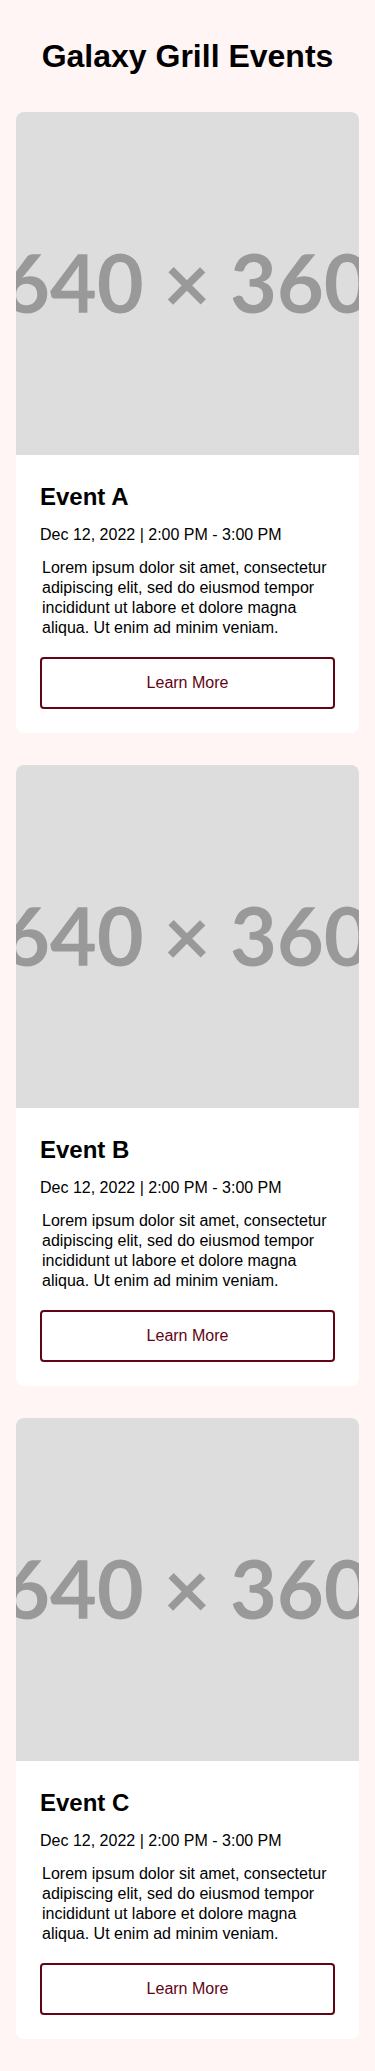 Galaxy Grill Events
640 × 360
Event A
Dec 12, 2022 | 2:00 PM - 3:00 PM
Lorem ipsum dolor sit amet, consectetur
adipiscing elit, sed do eiusmod tempor
incididunt ut labore et dolore magna
aliqua. Ut enim ad minim veniam.
Learn More
640 × 360
Event B
Dec 12, 2022 | 2:00 PM - 3:00 PM
Lorem ipsum dolor sit amet, consectetur
adipiscing elit, sed do eiusmod tempor
incididunt ut labore et dolore magna
aliqua. Ut enim ad minim veniam.
Learn More
640 × 360
Event C
Dec 12, 2022 | 2:00 PM - 3:00 PM
Lorem ipsum dolor sit amet, consectetur
adipiscing elit, sed do eiusmod tempor
incididunt ut labore et dolore magna
aliqua. Ut enim ad minim veniam.
Learn More